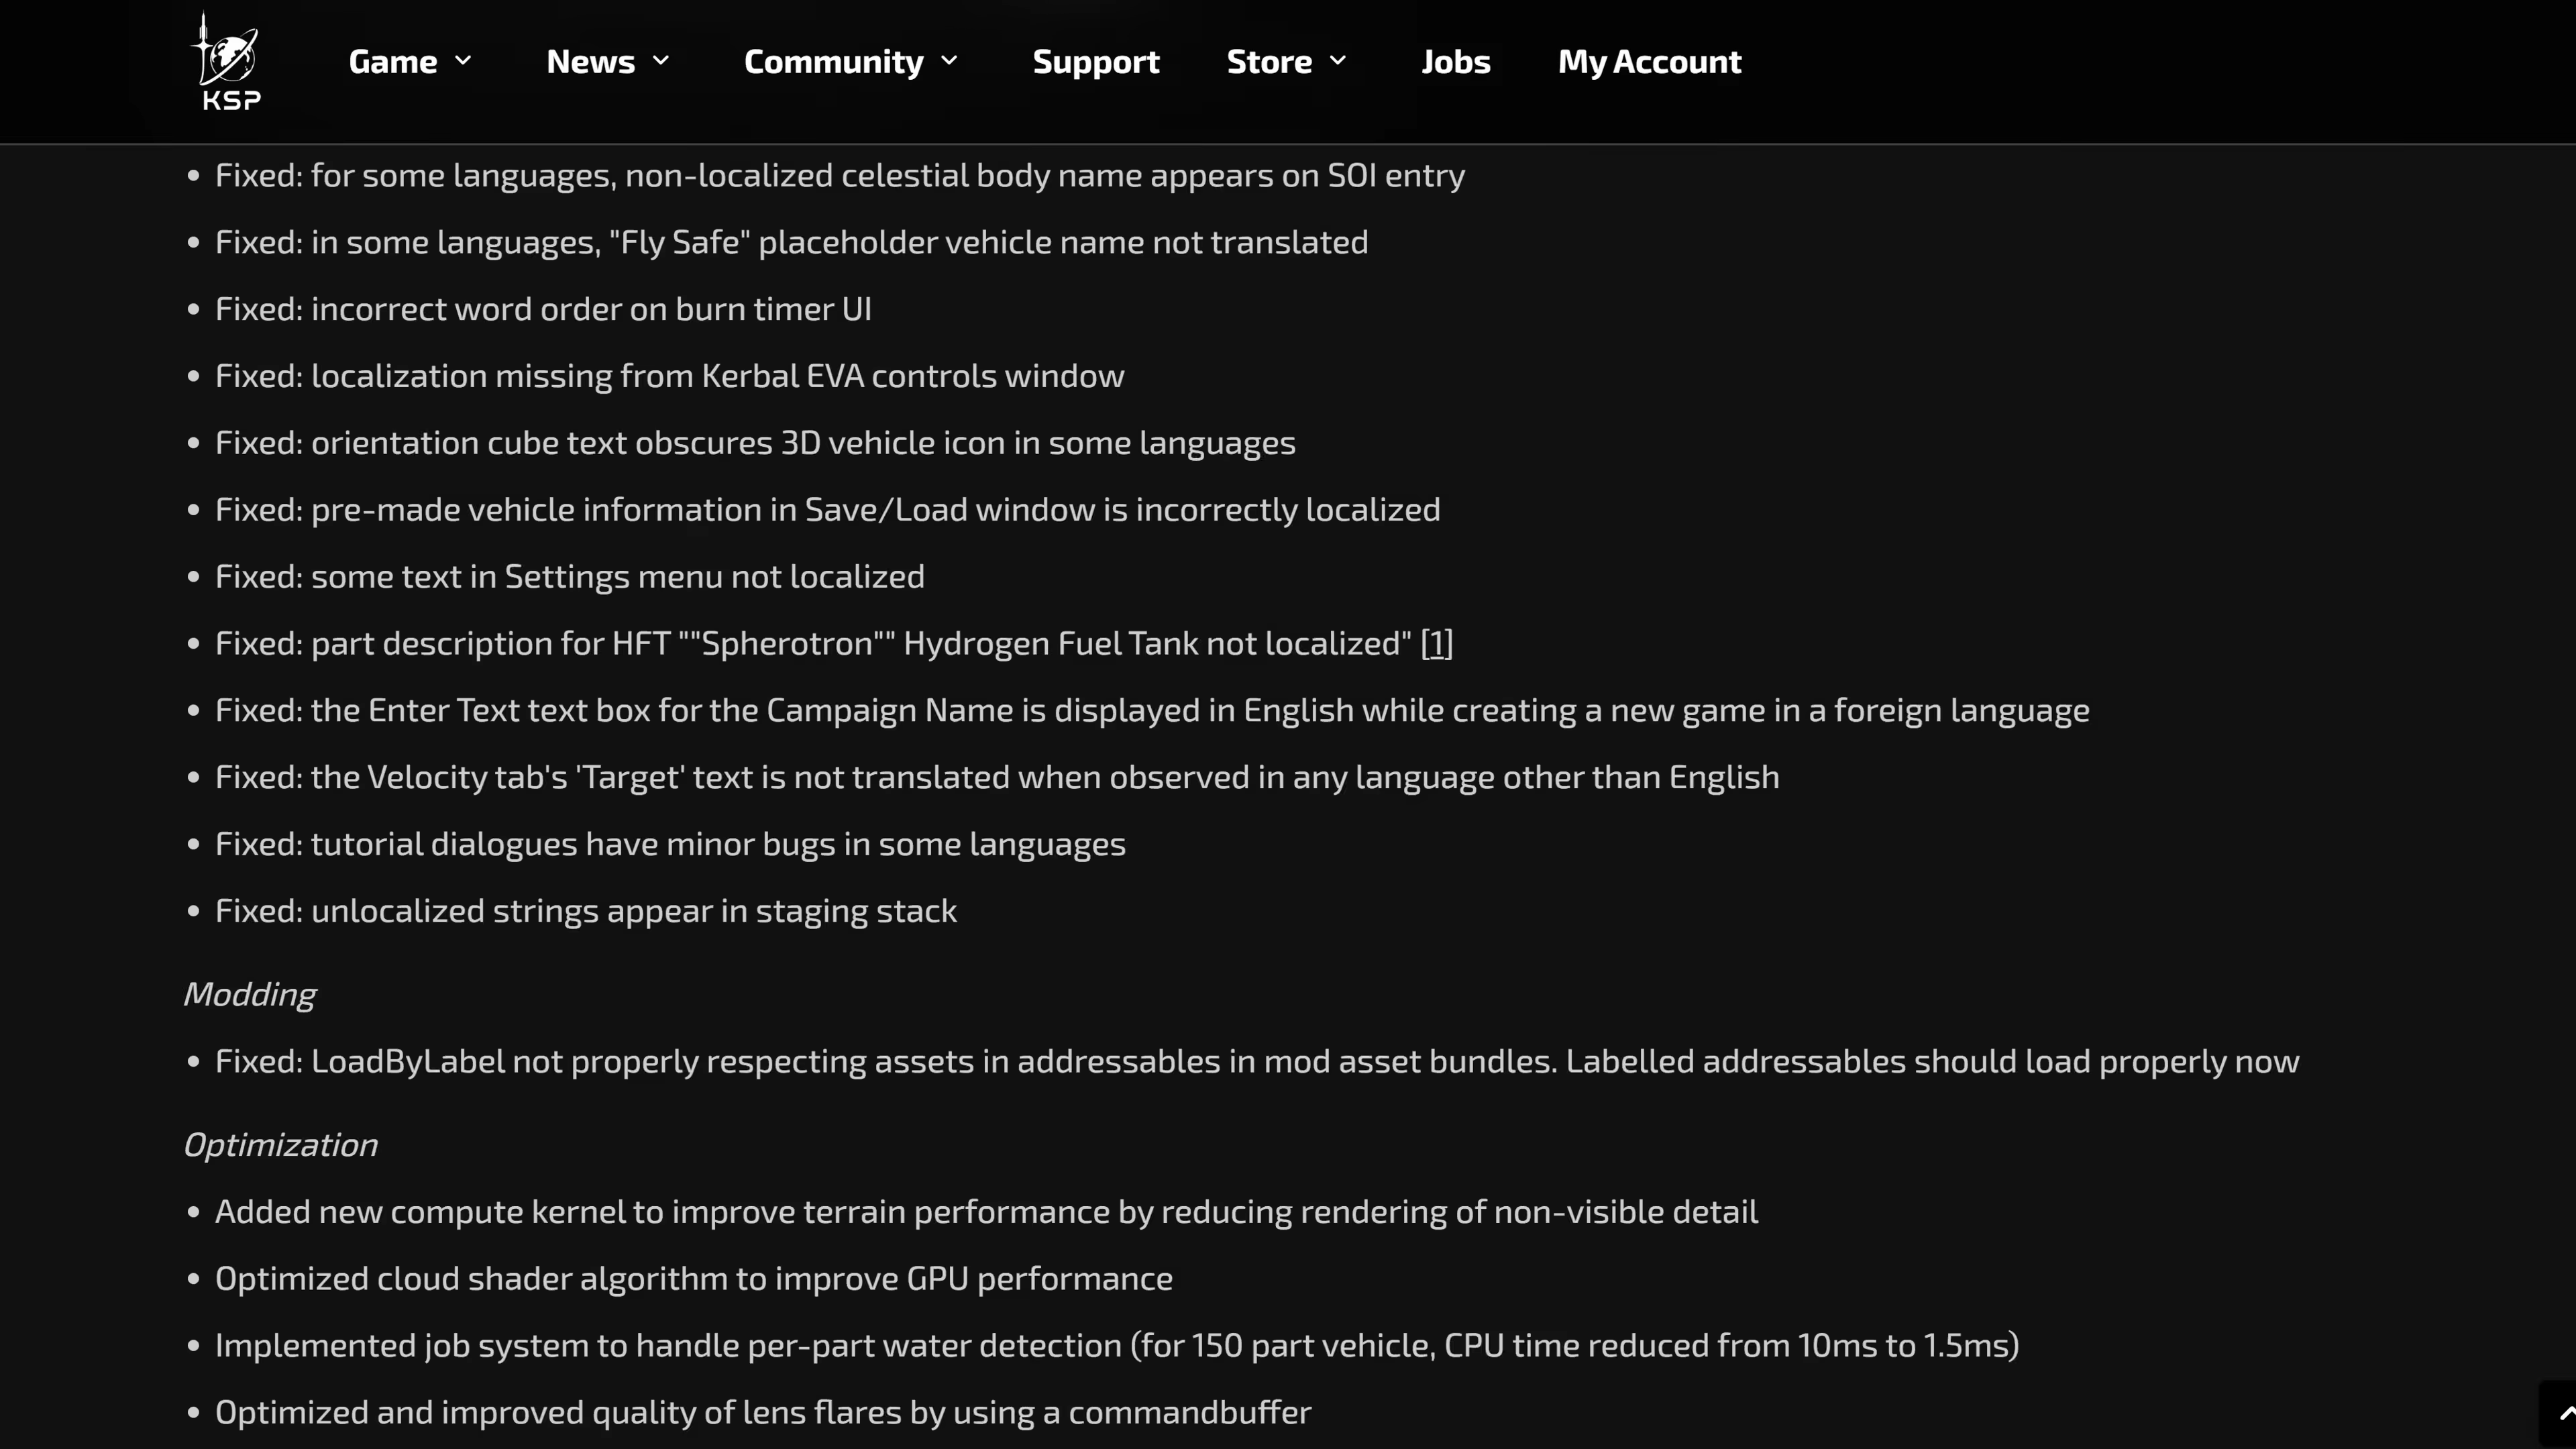 KSP
Game
News
Community
Support
Store
Jobs
My Account
Fixed: for some languages, non-localized celestial body name appears on SOI entry
Fixed: in some languages, "Fly Safe" placeholder vehicle name not translated
Fixed: incorrect word order on burn timer UI
Fixed: localization missing from Kerbal EVA controls window
Fixed: orientation cube text obscures 3D vehicle icon in some languages
Fixed: pre-made vehicle information in Save/Load window is incorrectly localized
Fixed: some text in Settings menu not localized
Fixed: part description for HFT ""Spherotron"" Hydrogen Fuel Tank not localized" [1]
Fixed: the Enter Text text box for the Campaign Name is displayed in English while creating a new game in a foreign language
Fixed: the Velocity tab's 'Target' text is not translated when observed in any language other than English
Fixed: tutorial dialogues have minor bugs in some languages
Fixed: unlocalized strings appear in staging stack
Modding
Fixed: LoadByLabel not properly respecting assets in addressables in mod asset bundles. Labelled addressables should load properly now
Optimization
Added new compute kernel to improve terrain performance by reducing rendering of non-visible detail
Optimized cloud shader algorithm to improve GPU performance
Implemented job system to handle per-part water detection (for 150 part vehicle, CPU time reduced from 10ms to 1.5ms)
Optimized and improved quality of lens flares by using a commandbuffer